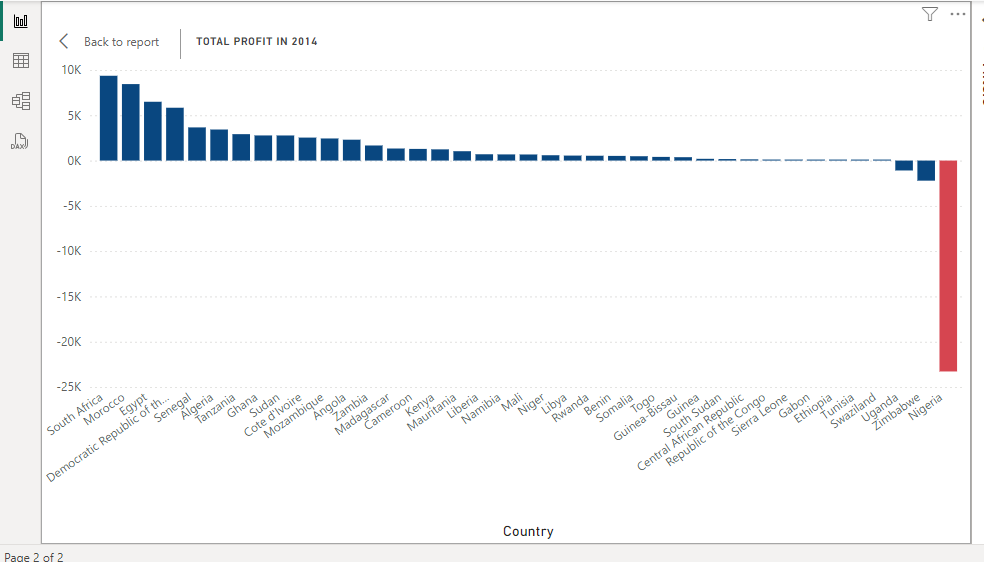 Back to report
TOTAL PROFIT IN 2014
10K
5K
0K
-5K
-10K
-15K
-20K
-25K
South Africa
Morocco
Egypt
Democratic Republic of th...
Senegal
Algeria
Tanzania
Ghana
Sudan
Cote d'Ivoire
Mozambique
Angola
Zambia
Madagascar
Cameroon
Kenya
Mauritania
Liberia
Namibia
Mali
Niger
Libya
Rwanda
Benin
Somalia
Togo
Guinea-Bissau
Guinea
South Sudan
Central African Republic
Republic of the Congo
Sierra Leone
Gabon
Ethiopia
Tunisia
Swaziland
Uganda
Zimbabwe
Nigeria
Country
DAX
Page 2 of 2